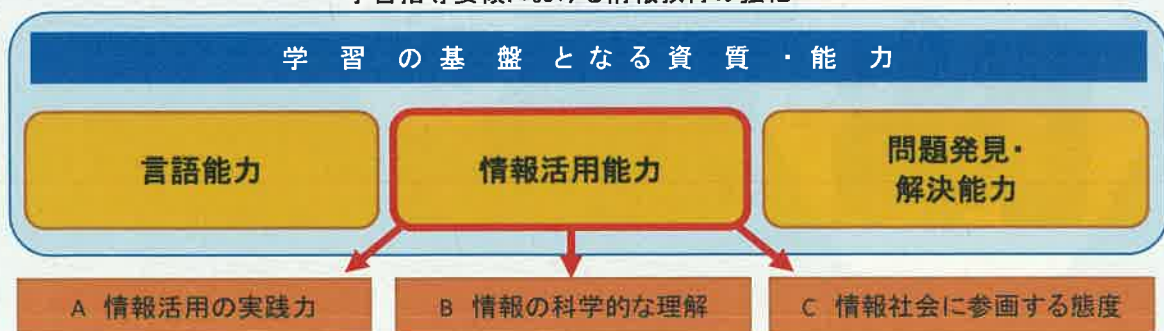 学習の基盤となる資質・能力
言語能力
情報活用能力
問題発見・
解決能力
A 情報活用の実践力
B 情報の科学的な理解
C 情報社会に参画する態度